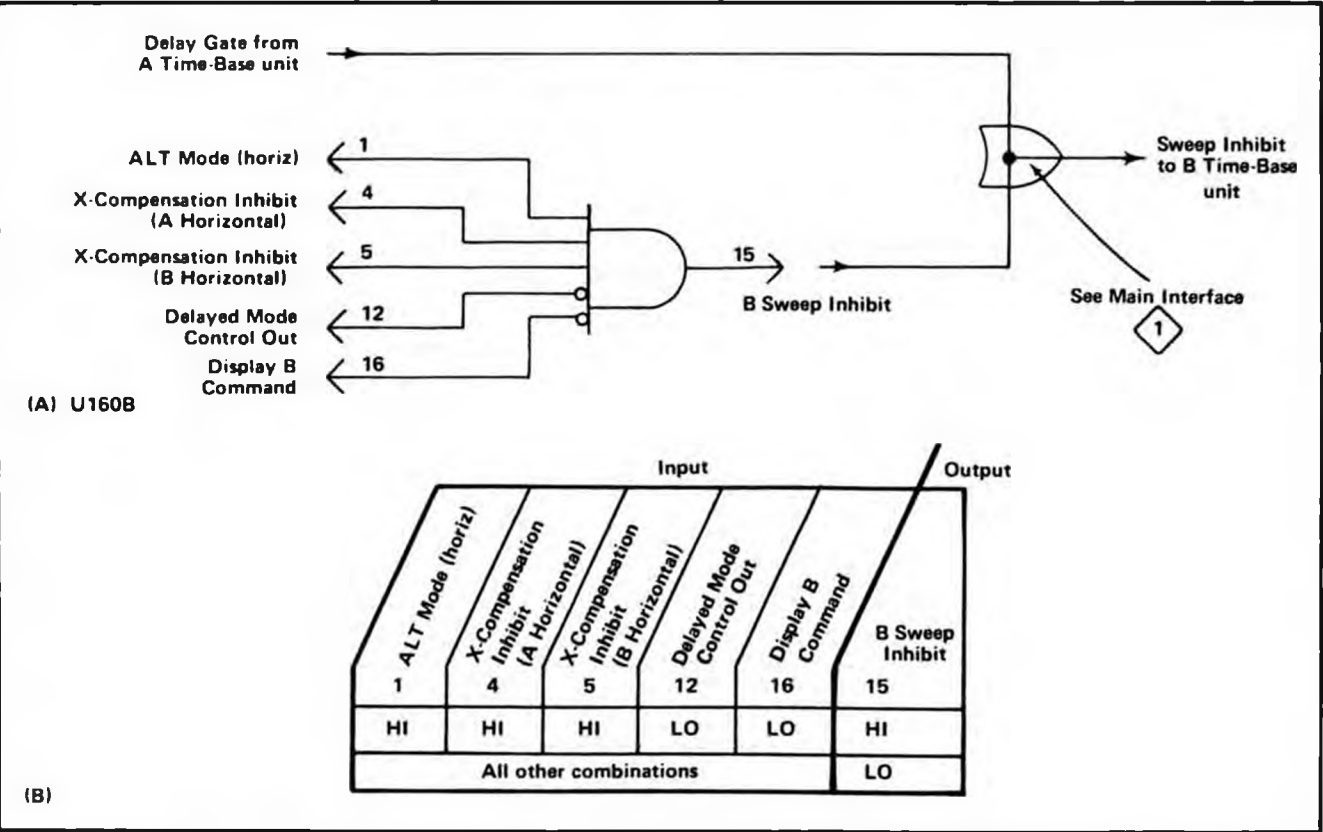 Delay Gate from
A Time-Base unit
ALT Mode (horiz)
1
X-Compensation Inhibit
(A Horizontal)
4
X-Compensation Inhibit
(B Horizontal)
5
Delayed Mode
Control Out
12
Display B
Command
16
15
B Sweep Inhibit
Sweep Inhibit
to B Time-Base
unit
See Main Interface
1
(A) U160B
Input
Output
ALT Mode (horiz)
X-Compensation
Inhibit
(A Horizontal)
X-Compensation
Inhibit
(B Horizontal)
Delayed Mode
Control Out
Display B
Command
B Sweep
Inhibit
1 4 5 12 16 15
HI HI HI LO LO HI
All other combinations LO
(B)